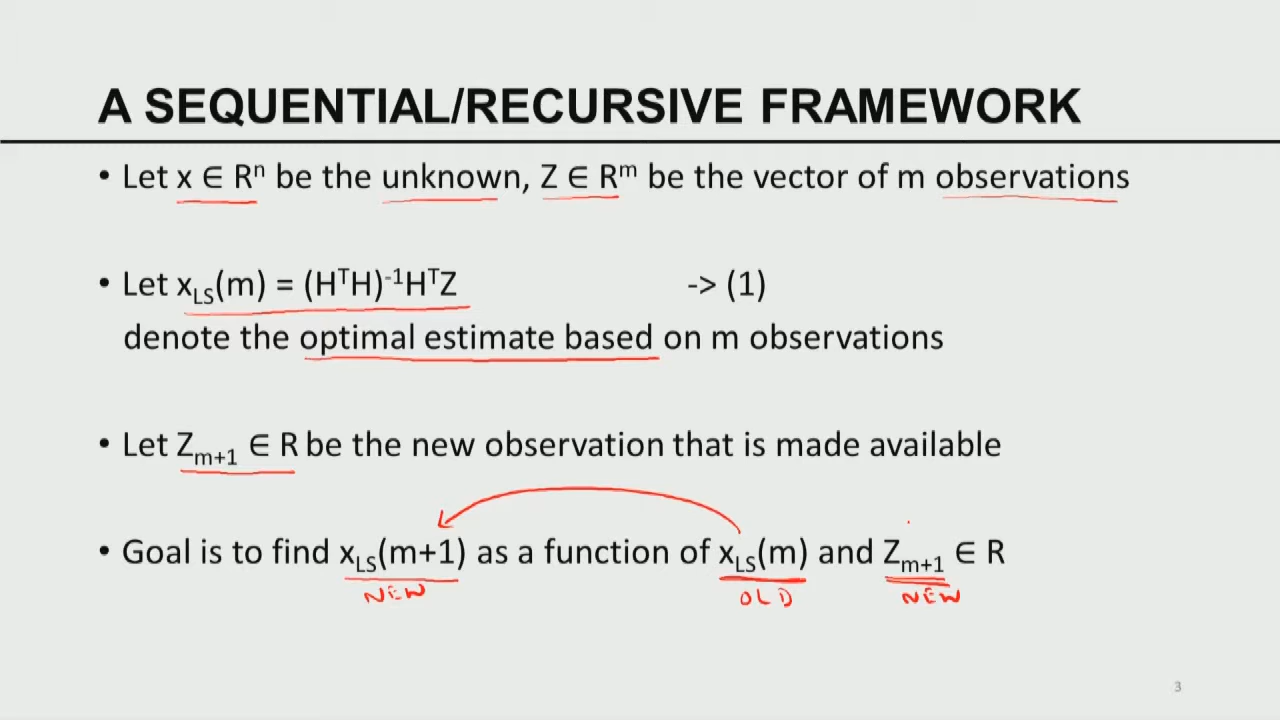 A SEQUENTIAL/RECURSIVE FRAMEWORK
• Let x ∈ Rⁿ be the unknown, Z ∈ Rᵐ be the vector of m observations
• Let x_LS(m) = (HᵀH)⁻¹HᵀZ -> (1)
denote the optimal estimate based on m observations
• Let Z_m+1 ∈ R be the new observation that is made available
• Goal is to find x_LS(m+1) as a function of x_LS(m) and Z_m+1 ∈ R
NEW OLD NEW
3